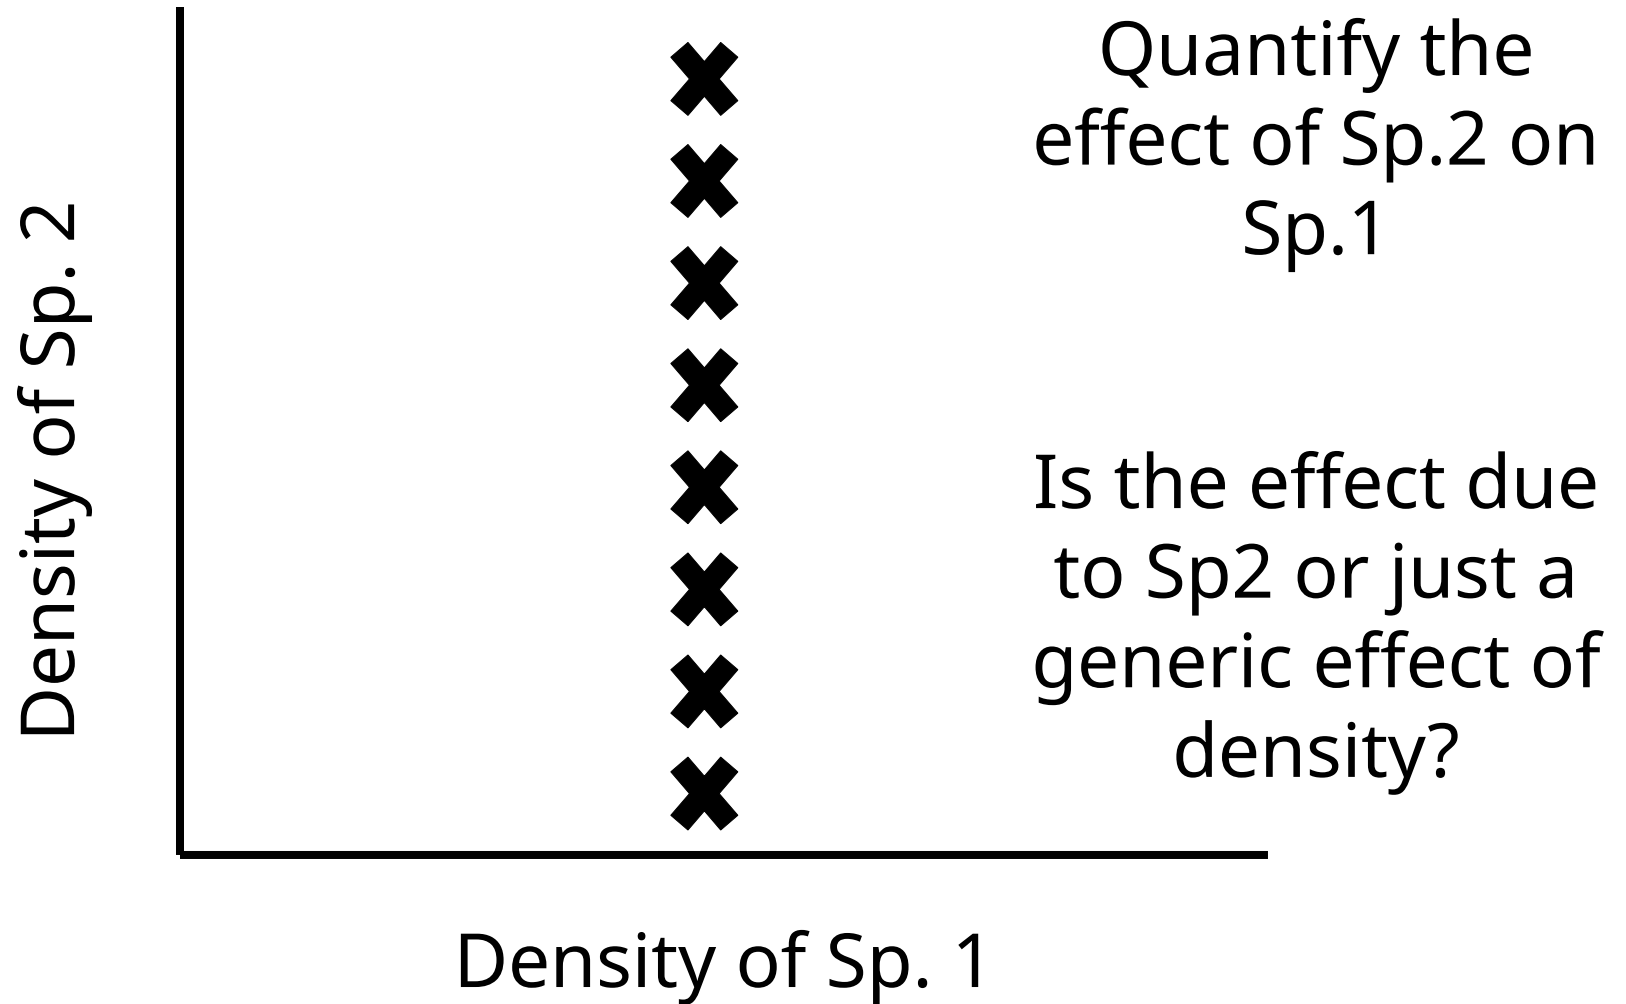 Density of Sp. 2
Quantify the
effect of Sp.2 on
Sp.1
Is the effect due
to Sp2 or just a
generic effect of
density?
Density of Sp. 1